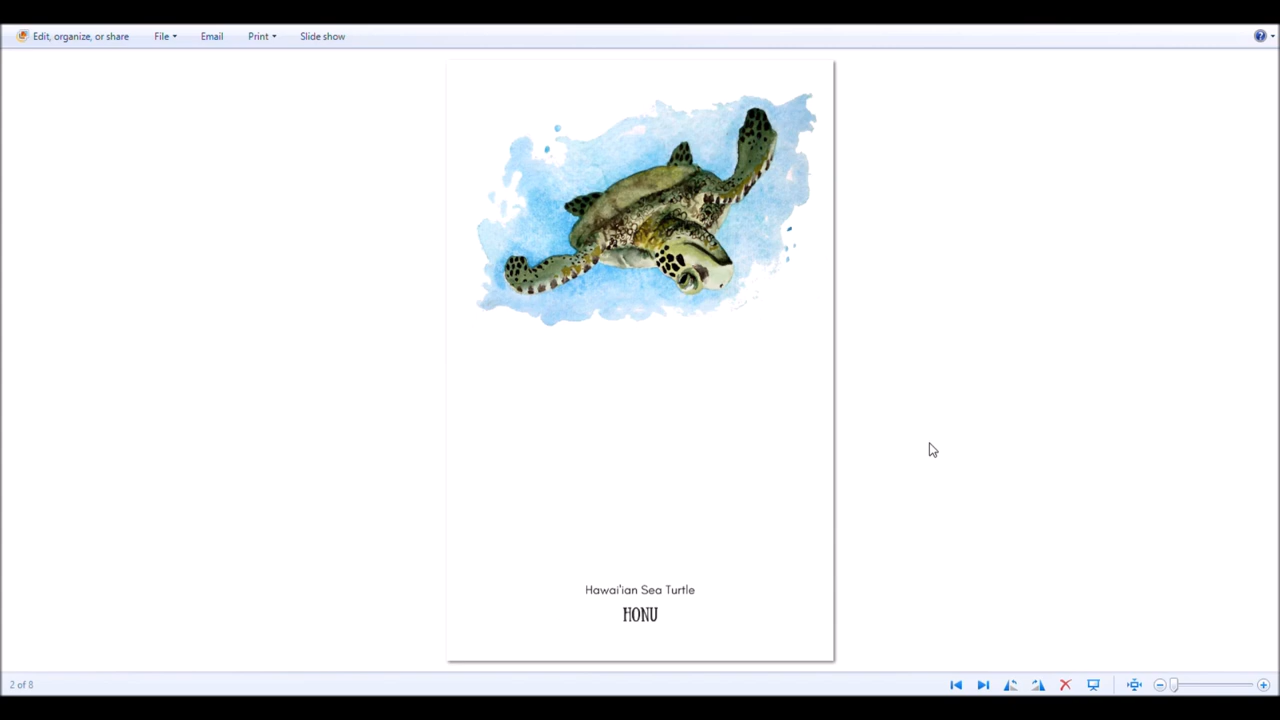 Edit, organize, or share File Email Print Slide show
Hawai'ian Sea Turtle
HONU
2 of 8